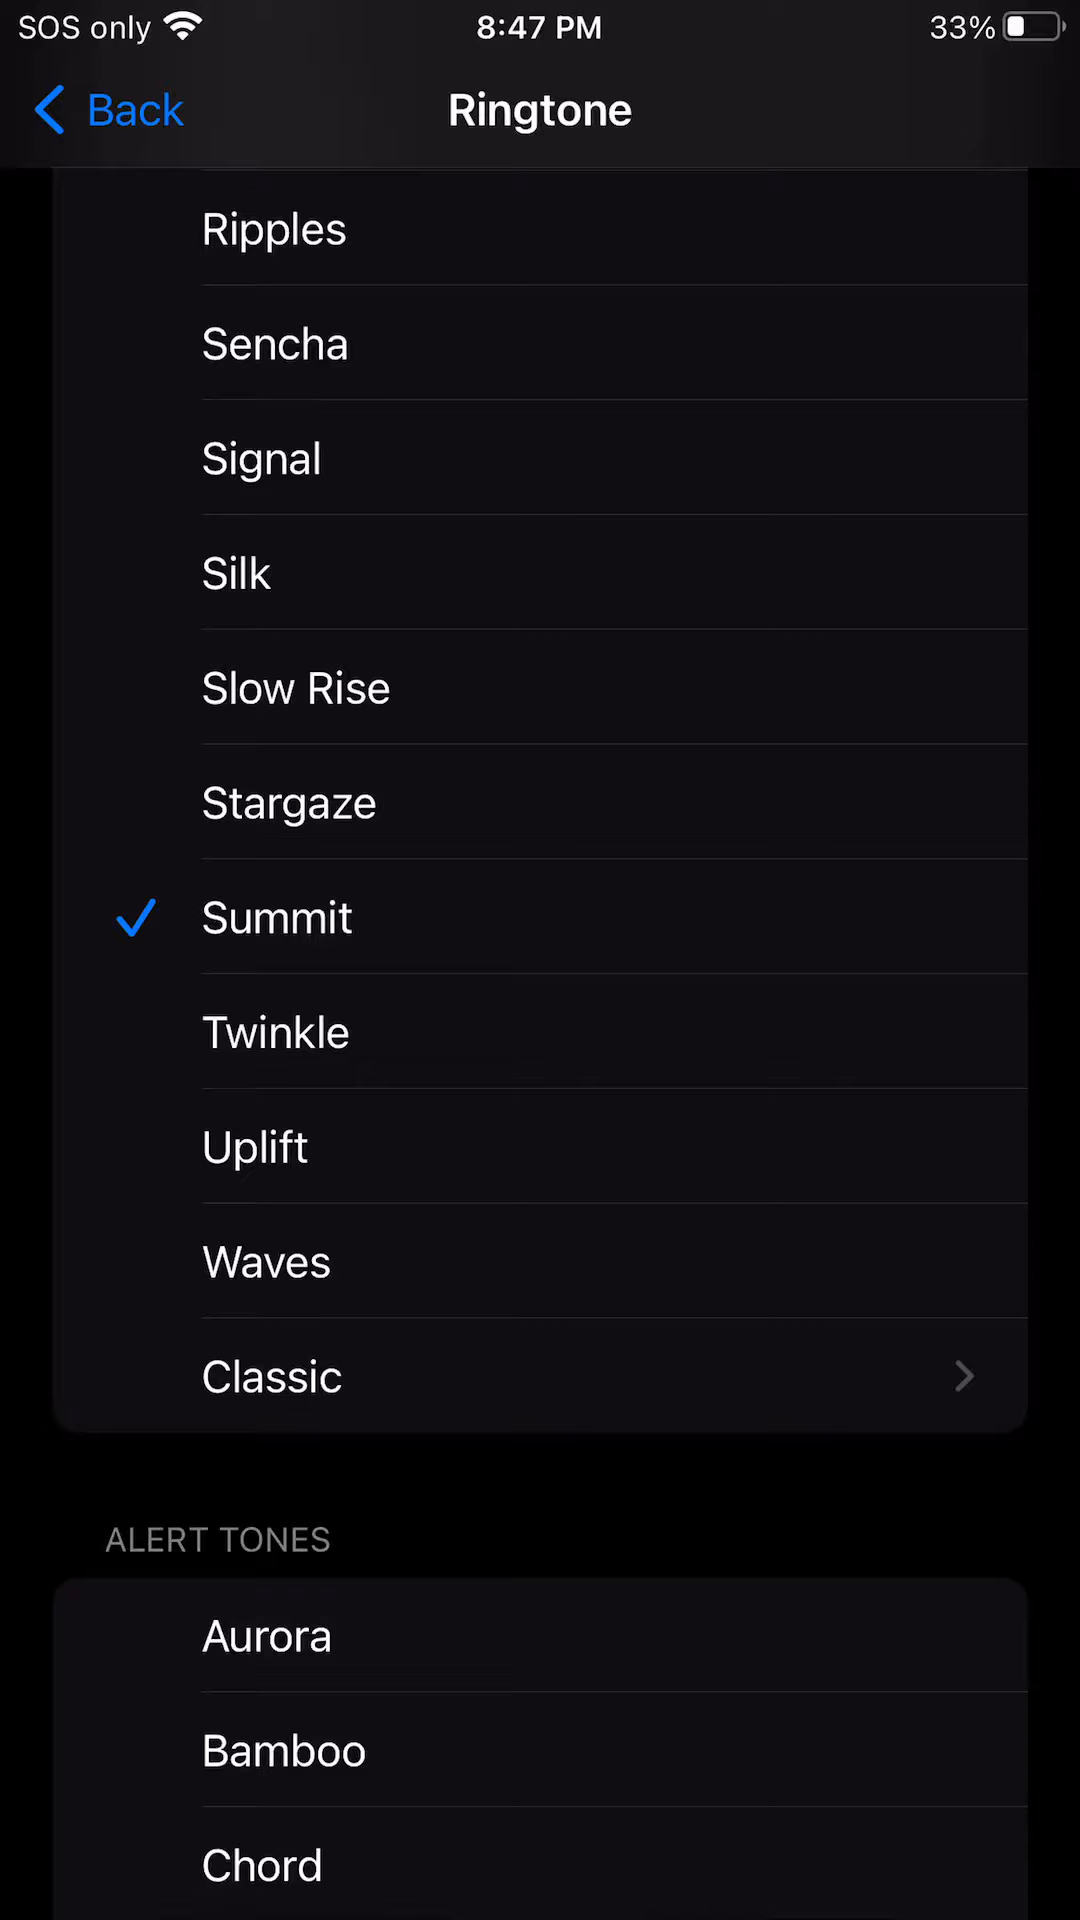 SOS only 8:47 PM 33%
Back Ringtone
Ripples
Sencha
Signal
Silk
Slow Rise
Stargaze
Summit
Twinkle
Uplift
Waves
Classic
ALERT TONES
Aurora
Bamboo
Chord